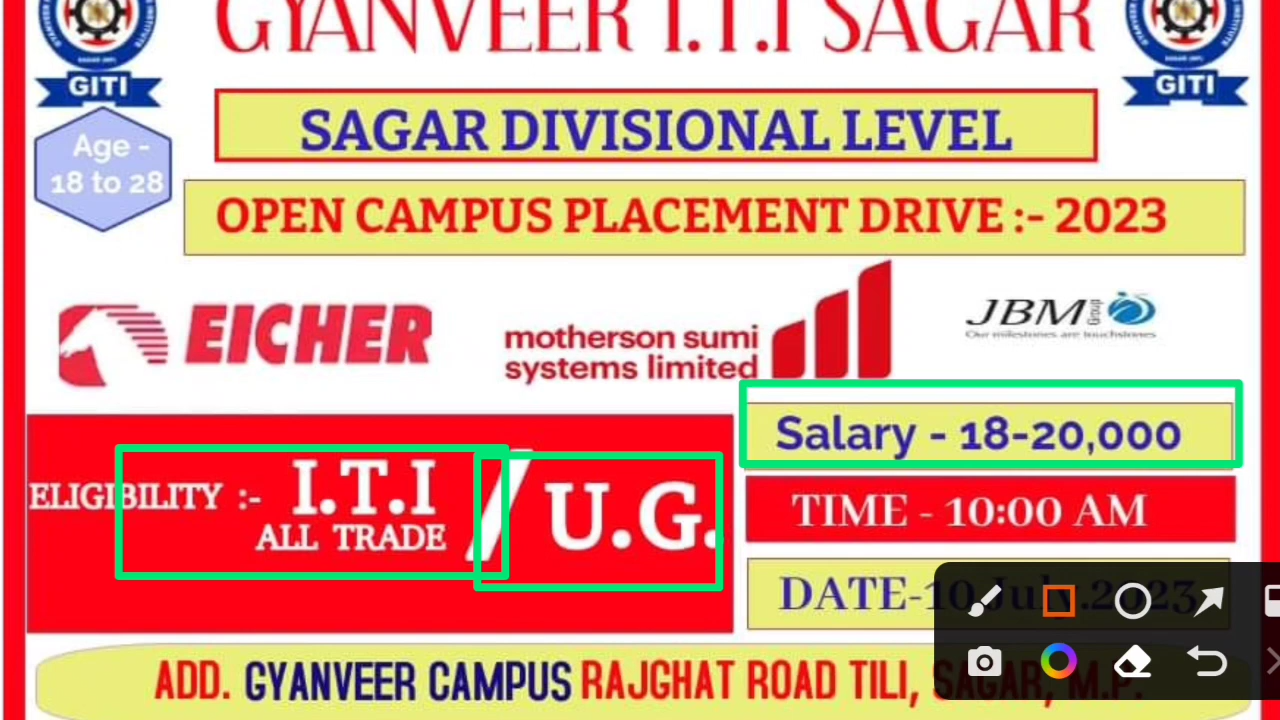 GYANVEER I.T.I SAGAR
GITI
GITI
SAGAR DIVISIONAL LEVEL
Age -
18 to 28
OPEN CAMPUS PLACEMENT DRIVE :- 2023
EICHER
motherson sumi
systems limited
JBM Group
Our milestones are touchstones
Salary - 18-20,000
ELIGIBILITY :- I.T.I / U.G.
ALL TRADE
TIME - 10:00 AM
DATE-10 July.2023
ADD. GYANVEER CAMPUS RAJGHAT ROAD TILI, SAGAR, M.P.